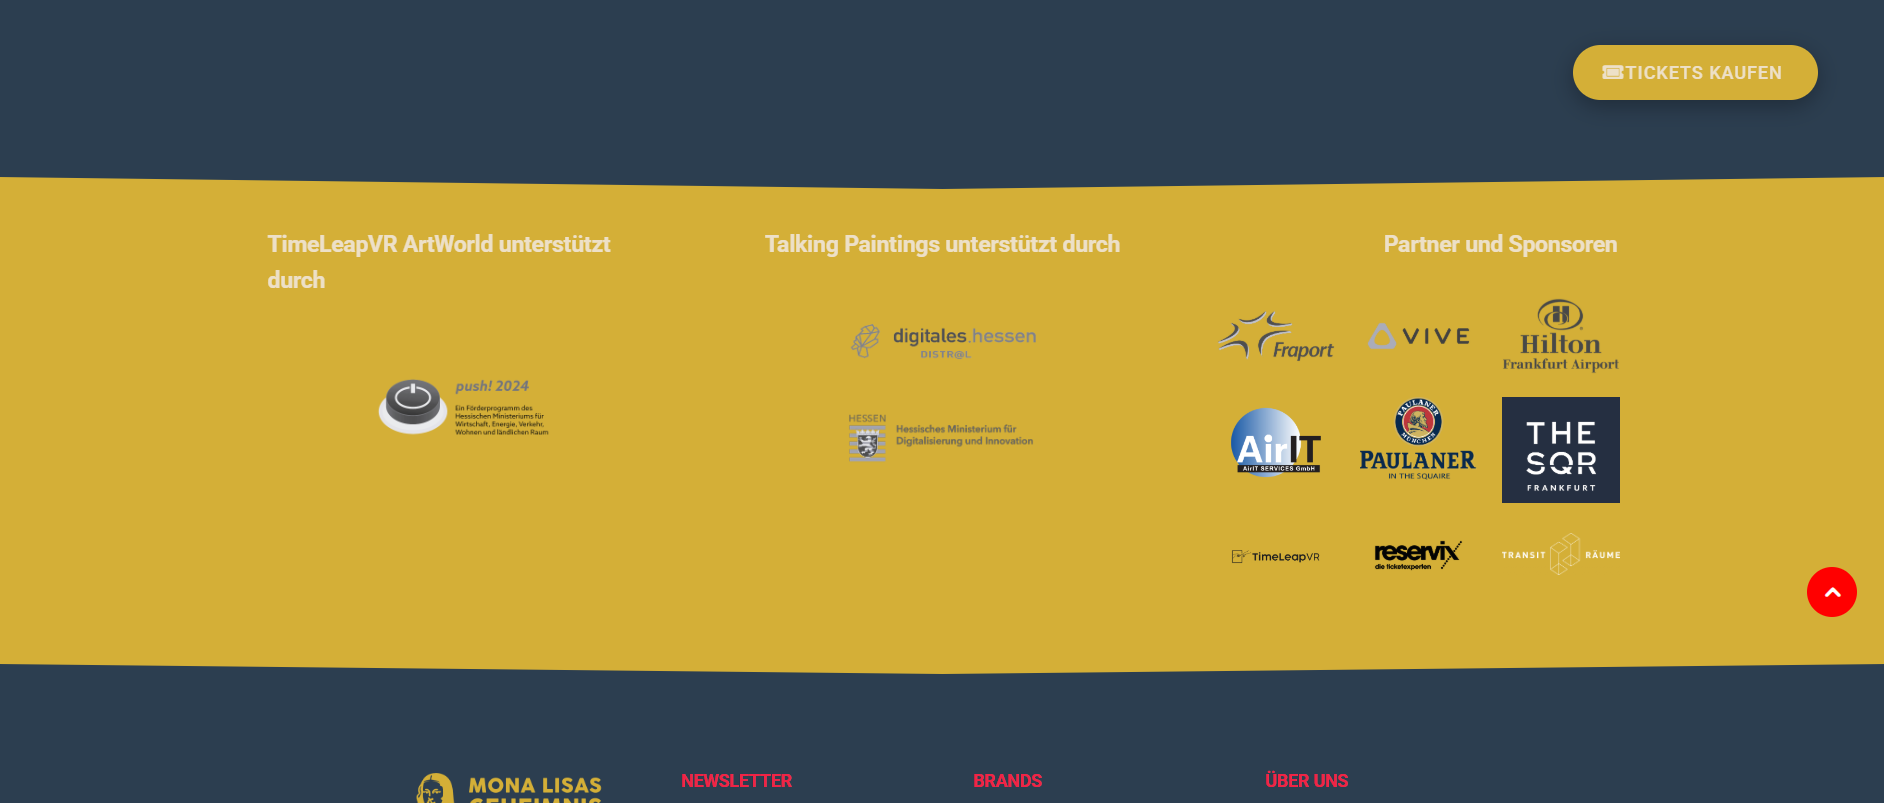 TICKETS KAUFEN
TimeLeapVR ArtWorld unterstützt
durch
push! 2024
Ein Förderprogramm des
Hessischen Ministeriums für
Wirtschaft, Energie, Verkehr,
Wohnen und ländlichen Raum
Talking Paintings unterstützt durch
digitales.hessen
DISTR@L
HESSEN
Hessisches Ministerium für
Digitalisierung und Innovation
Partner und Sponsoren
Fraport
VIVE
Hilton
Frankfurt Airport
AirIT
AirIT SERVICES GmbH
PAULANER
MÜNCHEN
PAULANER
IN THE SQUAIRE
THE
SQR
FRANKFURT
TimeLeapVR
reservix
die ticketexperten
TRANSIT RÄUME
MONA LISAS
GEHEIMNIS
NEWSLETTER
BRANDS
ÜBER UNS